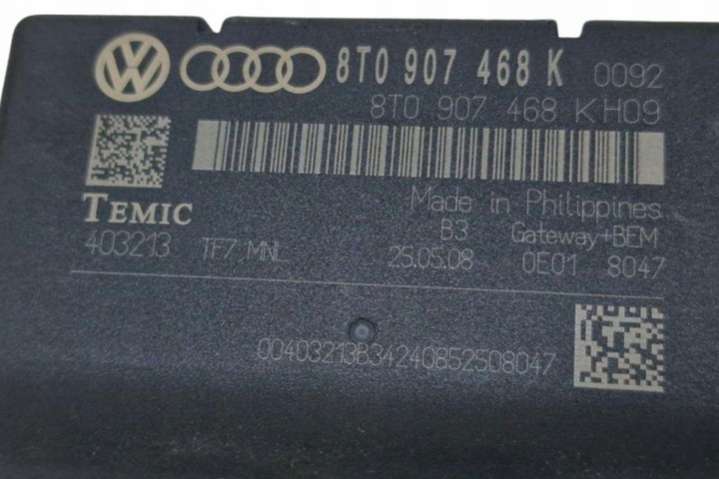 8T0 907 468 K 0092
8T0 907 468 K H09
TEMIC
Made in Philippines
B3 Gateway+BEM
403213 TF7,MNL 25.05.08 0E01 8047
00403213B34240852508047